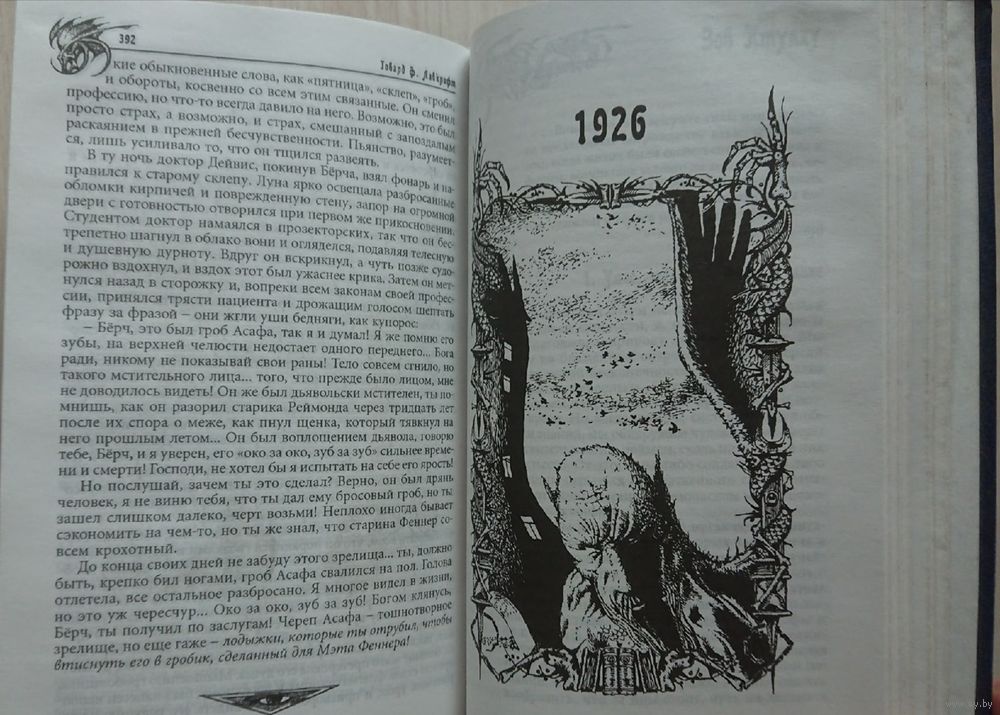 392
Говард Ф. Лавкрафт
кие обыкновенные слова, как «пятница», «склеп», «гроб»,
и обороты, косвенно со всем этим связанные. Он сменил
профессию, но что-то всегда давило на него. Возможно, это был
просто страх, а возможно, и страх, смешанный с запоздалым
раскаянием в прежней бесчувственности. Пьянство, разумеет-
ся, лишь усиливало то, что он тщился развеять.
В ту ночь доктор Дейвис, покинув Бёрча, взял фонарь и на-
правился к старому склепу. Луна ярко освещала разбросанные
обломки кирпичей и поврежденную стену, запор на огромной
двери с готовностью отворился при первом же прикосновении.
Студентом доктор намаялся в прозекторских, так что он бес-
трепетно шагнул в облако вони и огляделся, подавляя телесную
и душевную дурноту. Вдруг он вскрикнул, а чуть позже судо-
рожно вздохнул, и вздох этот был ужаснее крика. Затем он мет-
нулся назад в сторожку и, вопреки всем законам своей профес-
сии, принялся трясти пациента и дрожащим голосом шептать
фразу за фразой – они жгли уши бедняги, как купорос:
– Бёрч, это был гроб Асафа, так я и думал! Я же помню его
зубы, на верхней челюсти недостает одного переднего... Бога
ради, никому не показывай свои раны! Тело совсем сгнило, но
такого мстительного лица... того, что прежде было лицом, мне
не доводилось видеть! Он же был дьявольски мстителен, ты по-
мнишь, как он разорил старика Реймонда через тридцать лет
после их спора о меже, как пнул щенка, который тявкнул на
него прошлым летом... Он был воплощением дьявола, говорю
тебе, Бёрч, и я уверен, его «око за око, зуб за зуб» сильнее време-
ни и смерти! Господи, не хотел бы я испытать на себе его ярость!
Но послушай, зачем ты это сделал? Верно, он был дрянь
человек, я не виню тебя, что ты дал ему бросовый гроб, но ты
зашел слишком далеко, черт возьми! Неплохо иногда бывает
сэкономить на чем-то, но ты же знал, что старина Феннер со-
всем крохотный.
До конца своих дней не забуду этого зрелища... ты, должно
быть, крепко бил ногами, гроб Асафа свалился на пол. Голова
отлетела, все остальное разбросано. Я многое видел в жизни,
но это уж чересчур... Око за око, зуб за зуб! Богом клянусь,
Бёрч, ты получил по заслугам! Череп Асафа – тошнотворное
зрелище, но еще гаже – лодыжки, которые ты отрубил, чтобы
втиснуть его в гробик, сделанный для Мэта Феннера!
1926
www.ay.by